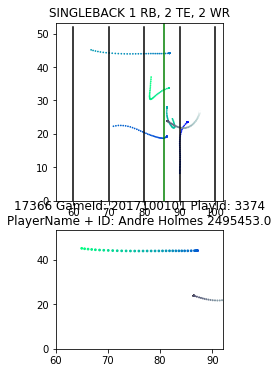 SINGLEBACK 1 RB, 2 TE, 2 WR
50
40
30
20
10
0
60 70 80 90 100
17366 GameId: 2017100101 PlayId: 3374
PlayerName + ID: Andre Holmes 2495453.0
40
20
0
60 70 80 90